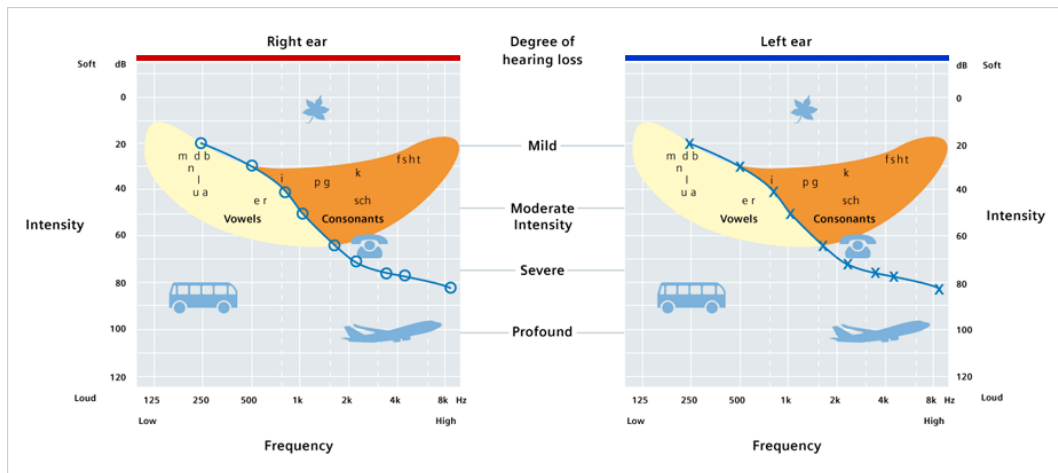 Right ear
Degree of
hearing loss
Left ear
Soft dB
dB Soft
0
0
20
Mild
20
m d b
n
l
u a
i
e r
p g
k
f s h t
sch
m d b
n
l
u a
i
e r
p g
k
f s h t
sch
40
40
Vowels
Consonants
Moderate
Intensity
Vowels
Consonants
Intensity
Intensity
60
60
Severe
80
80
100
Profound
100
120
120
Loud
125 250 500 1k 2k 4k 8k Hz
125 250 500 1k 2k 4k 8k Hz
Loud
Low
High
Low
High
Frequency
Frequency